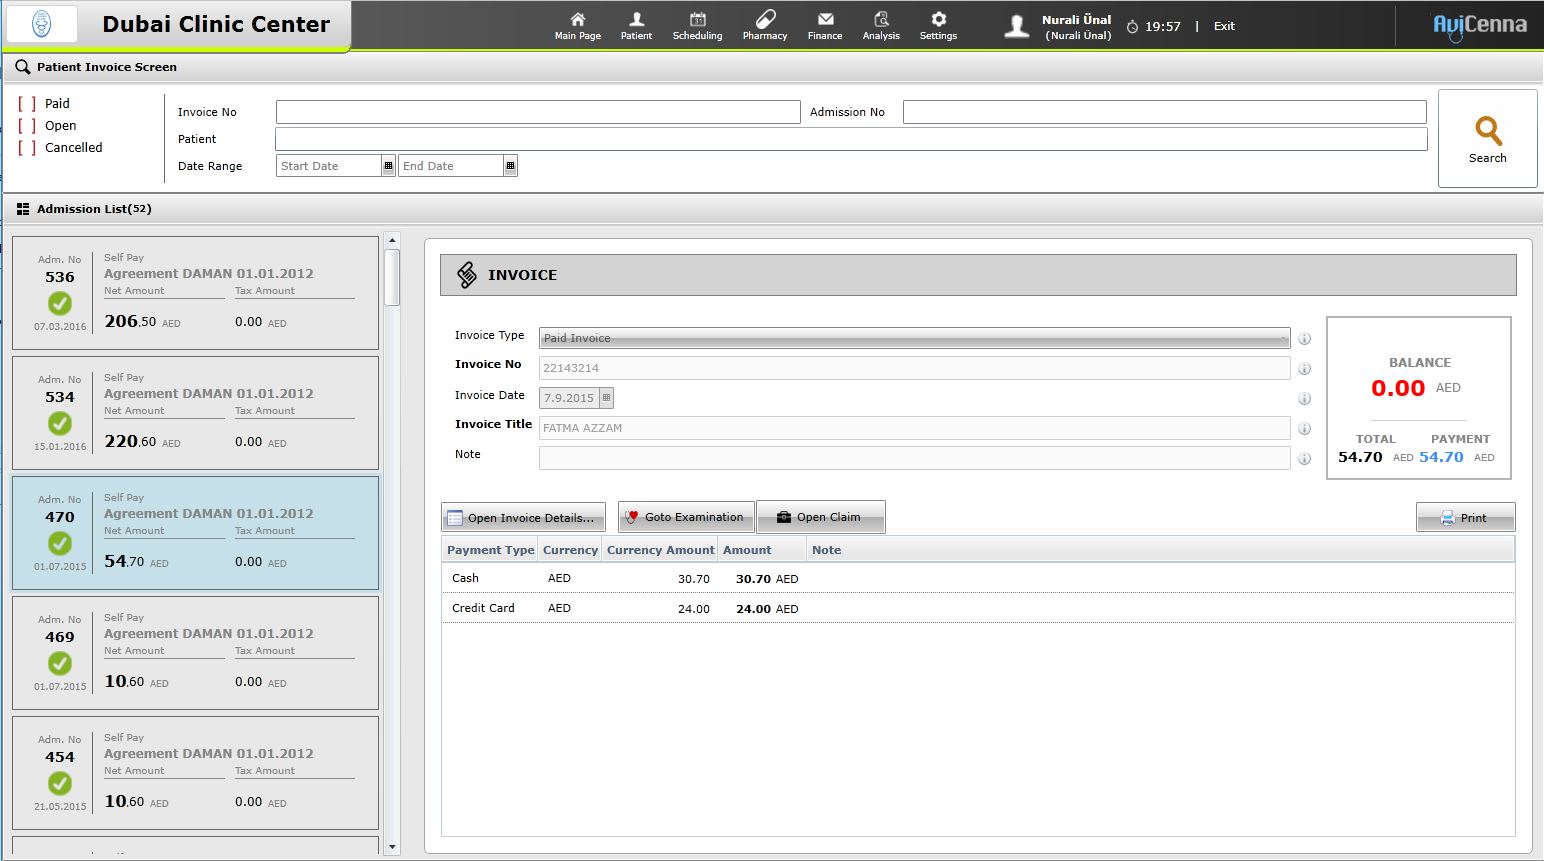 Dubai Clinic Center
Main Page
Patient
Scheduling
Pharmacy
Finance
Analysis
Settings
Nurali Ünal
(Nurali Ünal)
19:57 | Exit
AviCenna
Patient Invoice Screen
[ ] Paid
[ ] Open
[ ] Cancelled
Invoice No
Admission No
Patient
Date Range
Start Date
End Date
Search
Admission List(52)
Adm. No
536
07.03.2016
Self Pay
Agreement DAMAN 01.01.2012
Net Amount Tax Amount
206.50 AED 0.00 AED
Adm. No
534
15.01.2016
Self Pay
Agreement DAMAN 01.01.2012
Net Amount Tax Amount
220.60 AED 0.00 AED
Adm. No
470
01.07.2015
Self Pay
Agreement DAMAN 01.01.2012
Net Amount Tax Amount
54.70 AED 0.00 AED
Adm. No
469
01.07.2015
Self Pay
Agreement DAMAN 01.01.2012
Net Amount Tax Amount
10.60 AED 0.00 AED
Adm. No
454
21.05.2015
Self Pay
Agreement DAMAN 01.01.2012
Net Amount Tax Amount
10.60 AED 0.00 AED
INVOICE
Invoice Type Paid Invoice
Invoice No 22143214
Invoice Date 7.9.2015
Invoice Title FATMA AZZAM
Note
BALANCE
0.00 AED
TOTAL PAYMENT
54.70 AED 54.70 AED
Open Invoice Details...
Goto Examination
Open Claim
Print
Payment Type Currency Currency Amount Amount Note
Cash AED 30.70 30.70 AED
Credit Card AED 24.00 24.00 AED